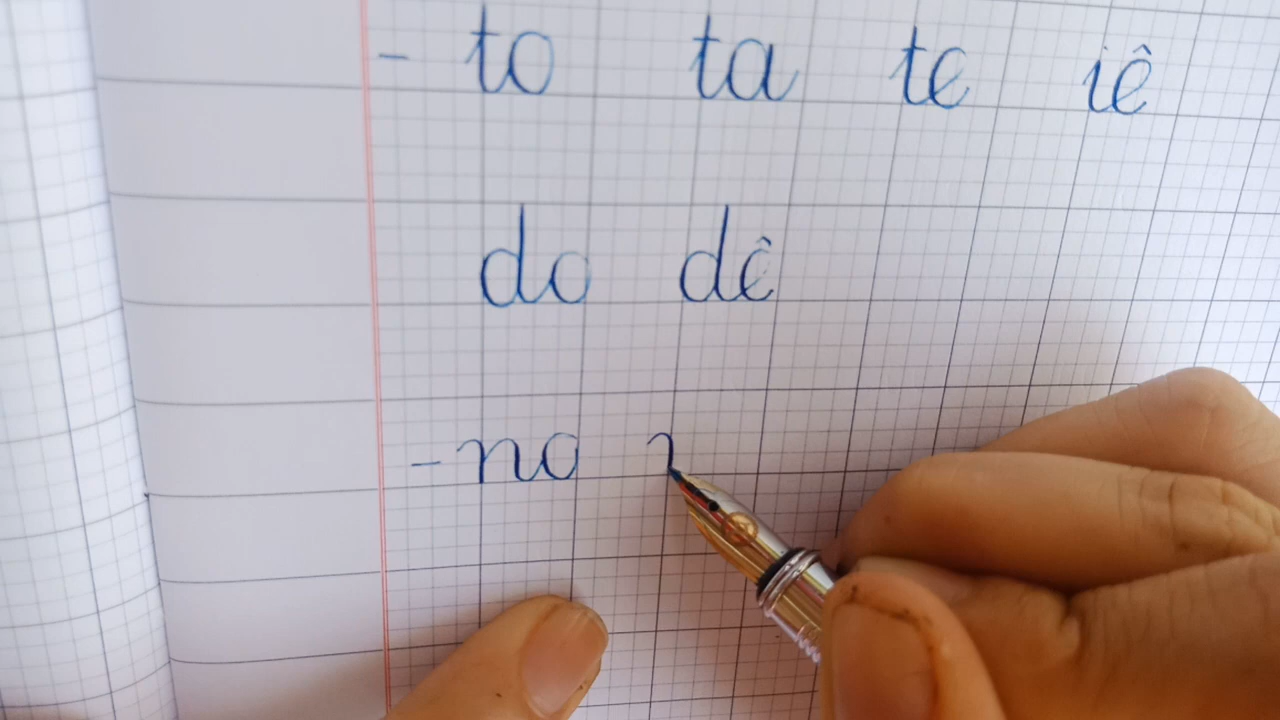 - to ta te iê
do dê
- no